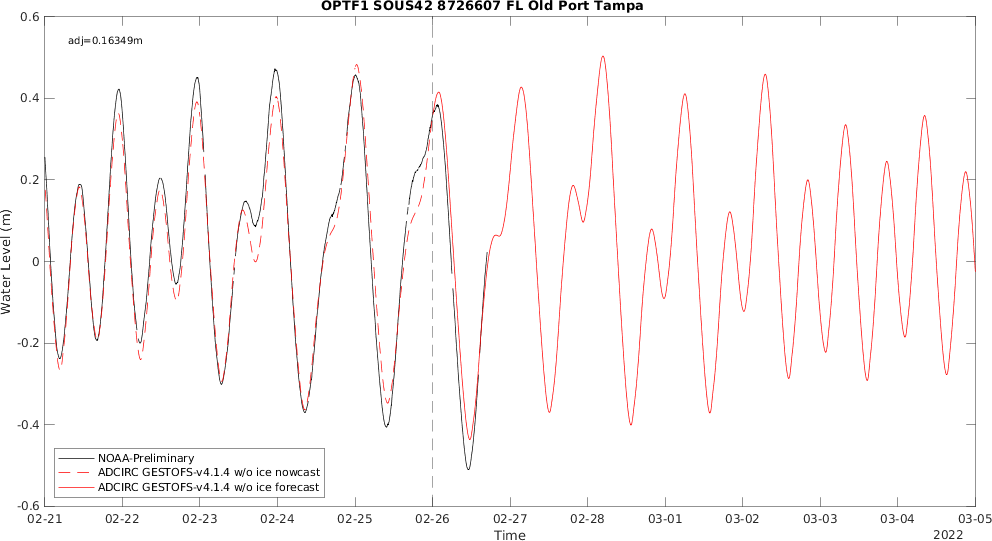 OPTF1 SOUS42 8726607 FL Old Port Tampa
adj=0.16349m
0.6
0.4
0.2
0
-0.2
-0.4
-0.6
Water Level (m)
NOAA-Preliminary
ADCIRC GESTOFS-v4.1.4 w/o ice nowcast
ADCIRC GESTOFS-v4.1.4 w/o ice forecast
02-21 02-22 02-23 02-24 02-25 02-26 02-27 02-28 03-01 03-02 03-03 03-04 03-05
Time
2022